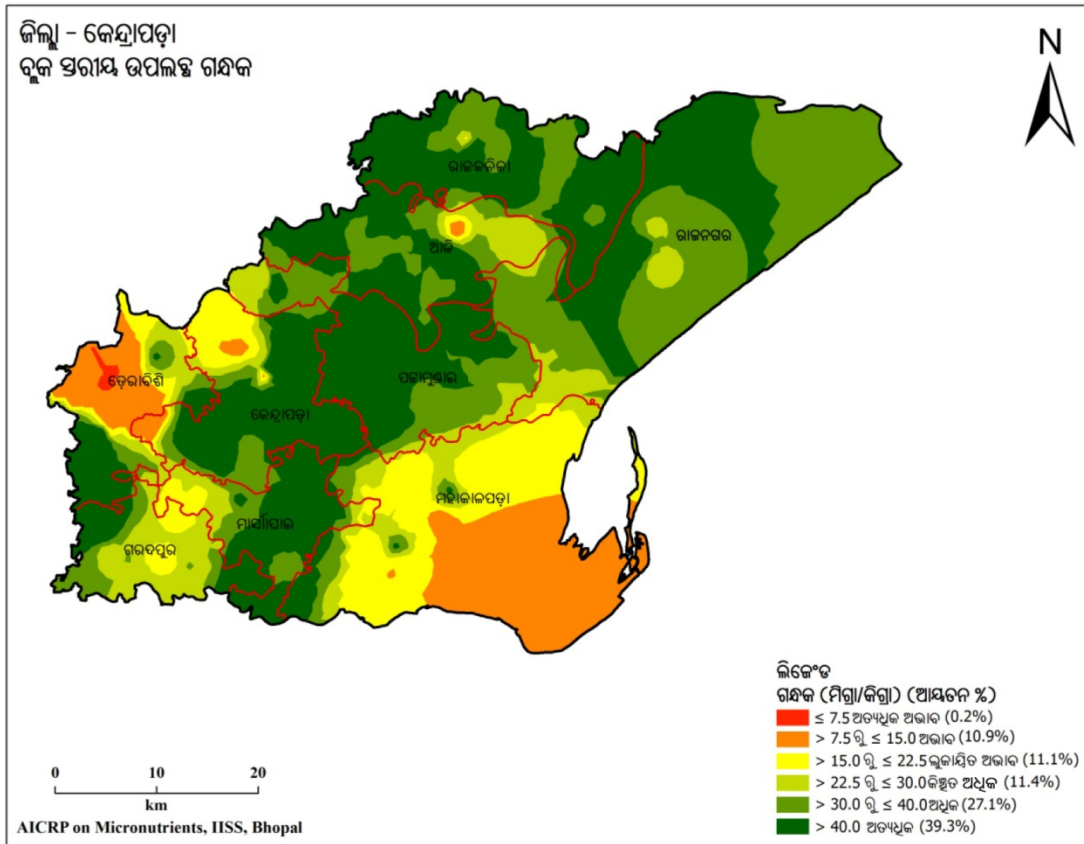 ଜିଲ୍ଲା - କେନ୍ଦ୍ରାପଡ଼ା
ବ୍ଲକ ସ୍ତରୀୟ ଉପଲବ୍ଧ ଗନ୍ଧକ
N
ରାଜକନିକା
ରାଜନଗର
ଆଳି
ଡ଼େରାବିଶି
ପଟ୍ଟାମୁଣ୍ଡାଇ
କେନ୍ଦ୍ରାପଡ଼ା
ମହାକାଳପଡ଼ା
ମାର୍ସାଘାଇ
ଗରଦପୁର
ଲିଜେଂଡ
ଗନ୍ଧକ (ମିଗ୍ରା/କିଗ୍ରା) (ଆୟତନ %)
≤ 7.5 ଅତ୍ୟଧିକ ଅଭାବ (0.2%)
> 7.5 ରୁ ≤ 15.0 ଅଭାବ (10.9%)
> 15.0 ରୁ ≤ 22.5 ଲୁକାୟିତ ଅଭାବ (11.1%)
> 22.5 ରୁ ≤ 30.0 କିଞ୍ଚିତ ଅଧିକ (11.4%)
> 30.0 ରୁ ≤ 40.0 ଅଧିକ (27.1%)
> 40.0 ଅତ୍ୟଧିକ (39.3%)
0 10 20
km
AICRP on Micronutrients, IISS, Bhopal